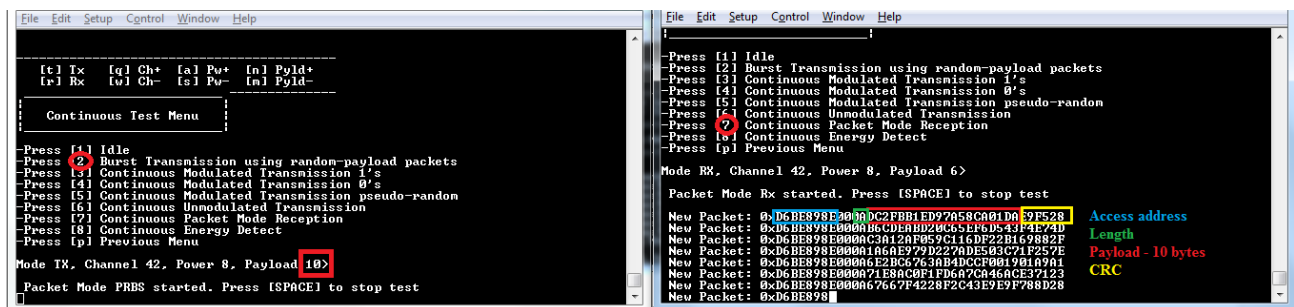 File Edit Setup Control Window Help
[t] Tx [q] Ch+ [a] Pw+ [n] Pyld+
[r] Rx [w] Ch- [s] Pw- [m] Pyld-
Continuous Test Menu
-Press [1] Idle
-Press [2] Burst Transmission using random-payload packets
-Press [3] Continuous Modulated Transmission 1's
-Press [4] Continuous Modulated Transmission 0's
-Press [5] Continuous Modulated Transmission pseudo-random
-Press [6] Continuous Unmodulated Transmission
-Press [7] Continuous Packet Mode Reception
-Press [8] Continuous Energy Detect
-Press [p] Previous Menu
Mode TX, Channel 42, Power 8, Payload 10>
Packet Mode PRBS started. Press [SPACE] to stop test
File Edit Setup Control Window Help
-Press [1] Idle
-Press [2] Burst Transmission using random-payload packets
-Press [3] Continuous Modulated Transmission 1's
-Press [4] Continuous Modulated Transmission 0's
-Press [5] Continuous Modulated Transmission pseudo-random
-Press [6] Continuous Unmodulated Transmission
-Press [7] Continuous Packet Mode Reception
-Press [8] Continuous Energy Detect
-Press [p] Previous Menu
Mode RX, Channel 42, Power 8, Payload 6>
Packet Mode Rx started. Press [SPACE] to stop test
New Packet: 0xD6BE898E000ADC2FBB1ED97A58CA01DAE9F528 Access address
New Packet: 0xD6BE898E000AB6CDEABD20C65EF6D543F4E74D Length
New Packet: 0xD6BE898E000AC3A12AF059C116DF22B169882F Payload - 10 bytes
New Packet: 0xD6BE898E000A1A6AE979D227ADE503C71F257E CRC
New Packet: 0xD6BE898E000A6E2BC6763AB4DCCF001901A9A1
New Packet: 0xD6BE898E000A71E8AC0F1FD6A7CA46ACE37123
New Packet: 0xD6BE898E000A67667F4228F2C43E9E9F788D28
New Packet: 0xD6BE898